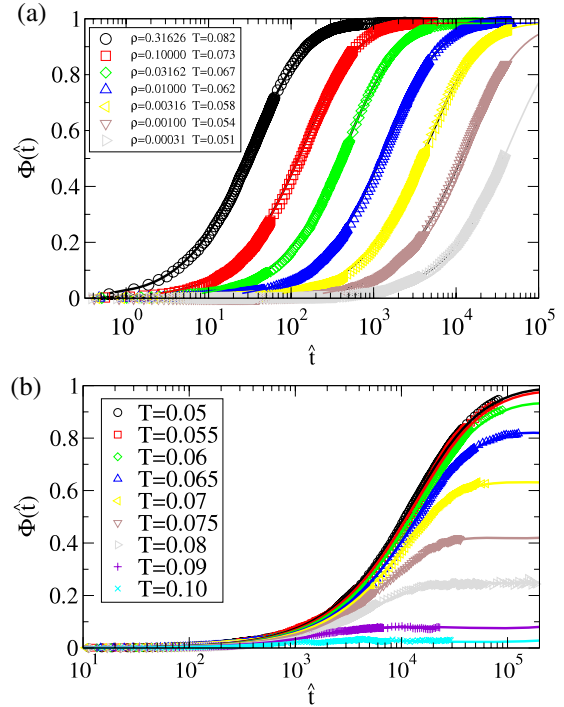 (a)
1
0.8
0.6
0.4
0.2
0
Φ(t̂)
ρ=0.31626 T=0.082
ρ=0.10000 T=0.073
ρ=0.03162 T=0.067
ρ=0.01000 T=0.062
ρ=0.00316 T=0.058
ρ=0.00100 T=0.054
ρ=0.00031 T=0.051
10⁰ 10¹ 10² 10³ 10⁴ 10⁵
t̂
(b)
1
0.8
0.6
0.4
0.2
0
Φ(t̂)
T=0.05
T=0.055
T=0.06
T=0.065
T=0.07
T=0.075
T=0.08
T=0.09
T=0.10
10¹ 10² 10³ 10⁴ 10⁵
t̂